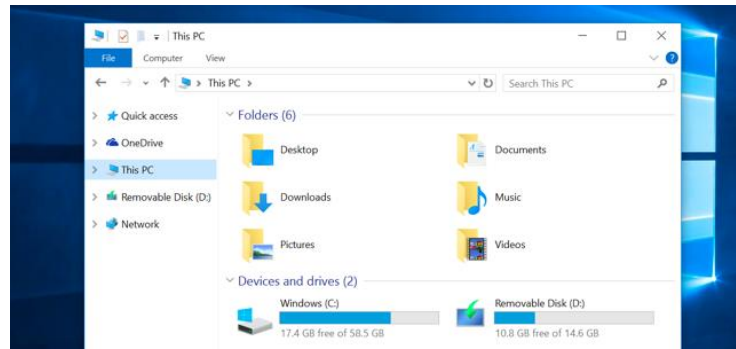 This PC
File Computer View
This PC
Search This PC
Quick access
OneDrive
This PC
Removable Disk (D:)
Network
Folders (6)
Desktop
Documents
Downloads
Music
Pictures
Videos
Devices and drives (2)
Windows (C:)
17.4 GB free of 58.5 GB
Removable Disk (D:)
10.8 GB free of 14.6 GB